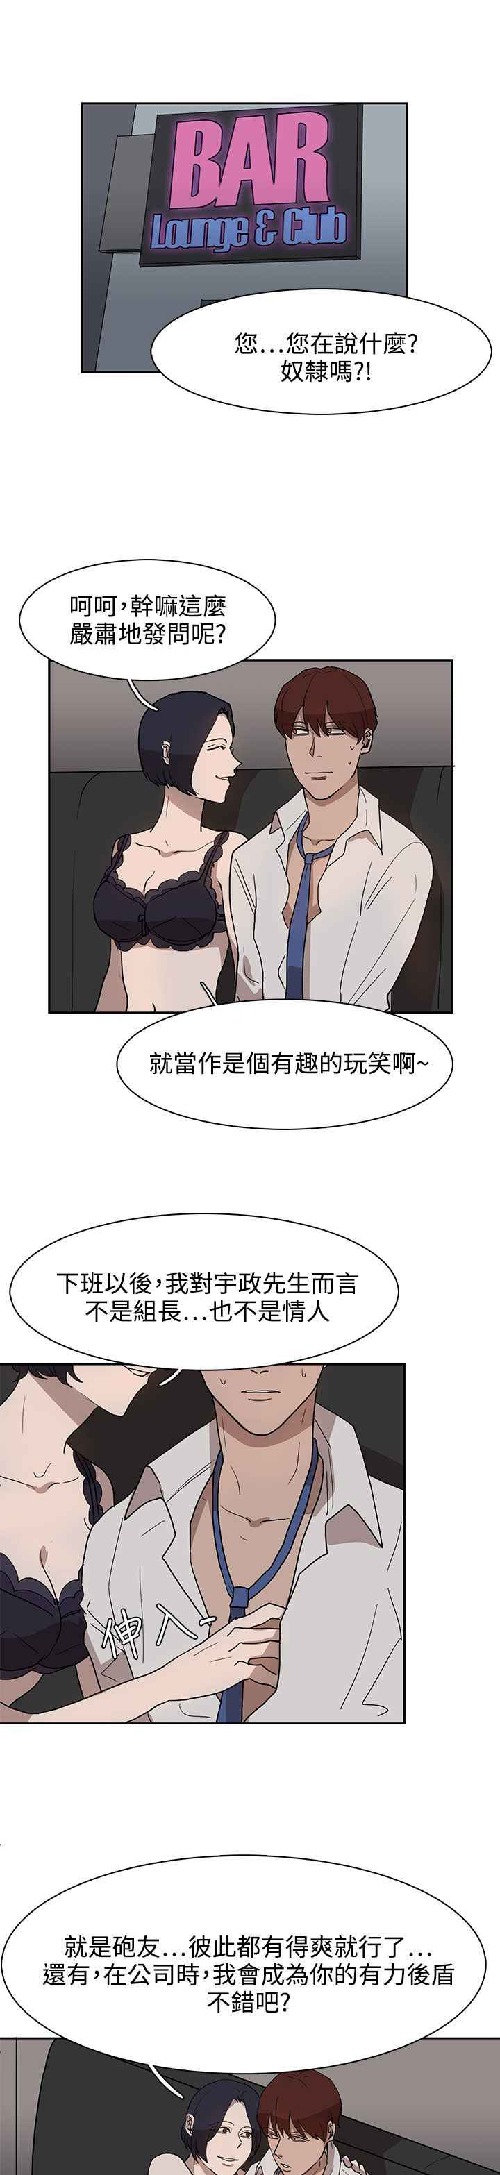 BAR
Lounge & Club
您...您在說什麼?
奴隸嗎?!
呵呵,幹嘛這麼
嚴肅地發問呢?
就當作是個有趣的玩笑啊~
下班以後,我對宇政先生而言
不是組長...也不是情人
伸入-
就是砲友...彼此都有得爽就行了...
還有,在公司時,我會成為你的有力後盾
不錯吧?